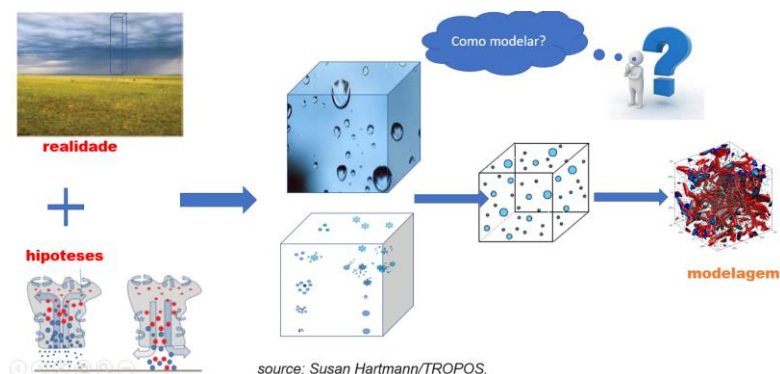 Como modelar?
realidade
hipoteses
modelagem
source: Susan Hartmann/TROPOS.